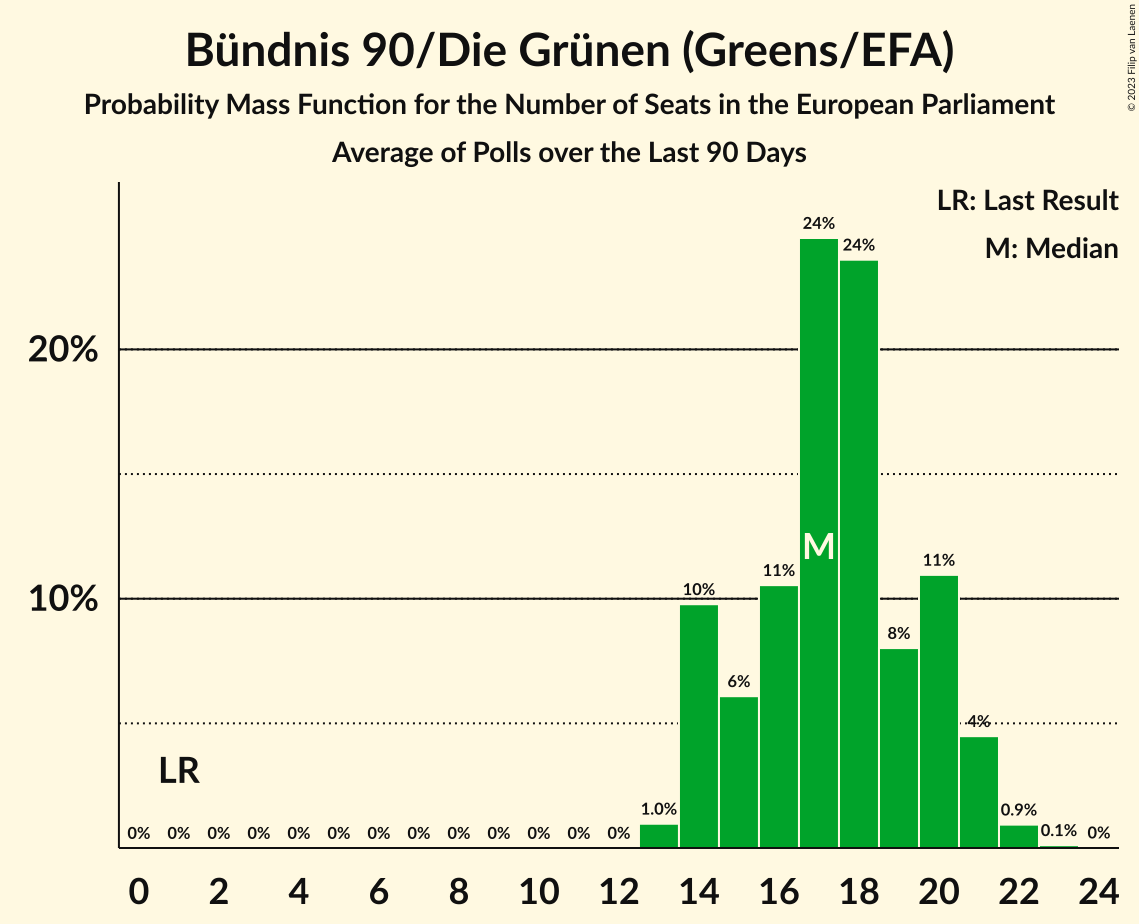 Bündnis 90/Die Grünen (Greens/EFA)
Probability Mass Function for the Number of Seats in the European Parliament
Average of Polls over the Last 90 Days
© 2023 Filip van Laenen
LR: Last Result
M: Median
24%
24%
20%
M
11%
11%
10%
10%
8%
6%
4%
LR
0% 0% 0% 0% 0% 0% 0% 0% 0% 0% 0% 0% 0% 1.0% 0.9% 0.1% 0%
0 2 4 6 8 10 12 14 16 18 20 22 24